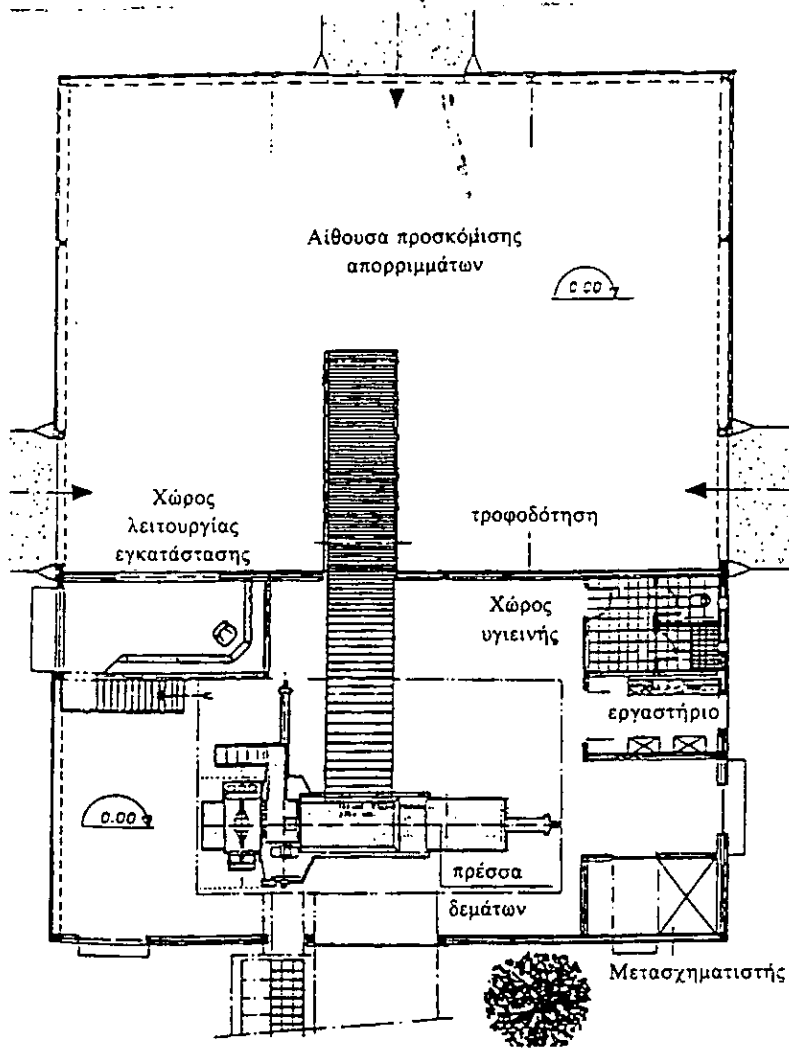 Αίθουσα προσκόμισης
απορριμμάτων
0.00
Χώρος
λειτουργίας
εγκατάστασης
τροφοδότηση
Χώρος
υγιεινής
εργαστήριο
0.00
πρέσσα
δεμάτων
Μετασχηματιστής